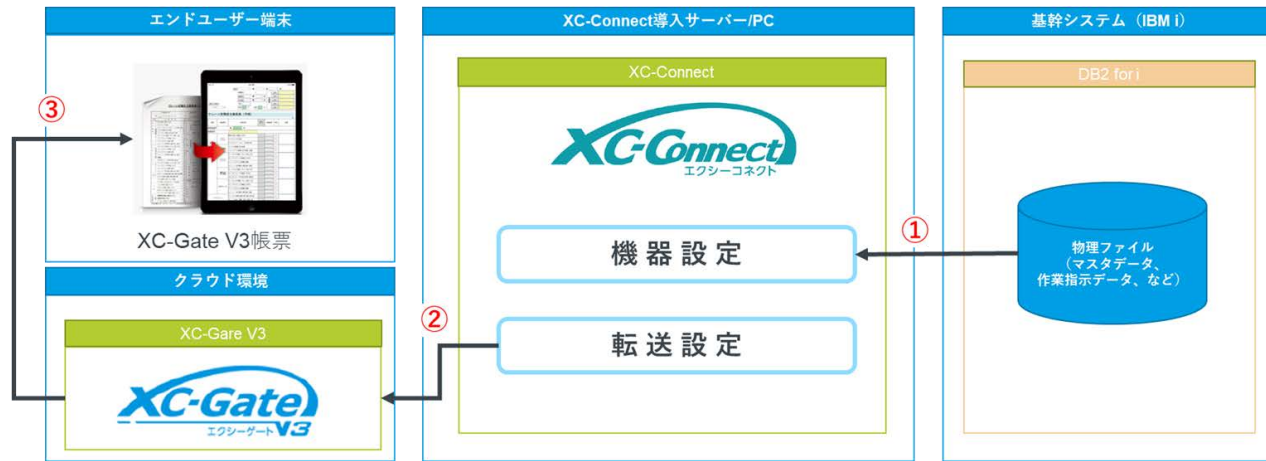 エンドユーザー端末
③
XC-Gate V3帳票
クラウド環境
XC-Gare V3
XC-Gate
エクシーゲート V3
XC-Connect導入サーバー/PC
XC-Connect
XC-Connect
エクシーコネクト
機器設定
①
転送設定
②
基幹システム（IBM i）
DB2 for i
物理ファイル
（マスタデータ、
作業指示データ、など）